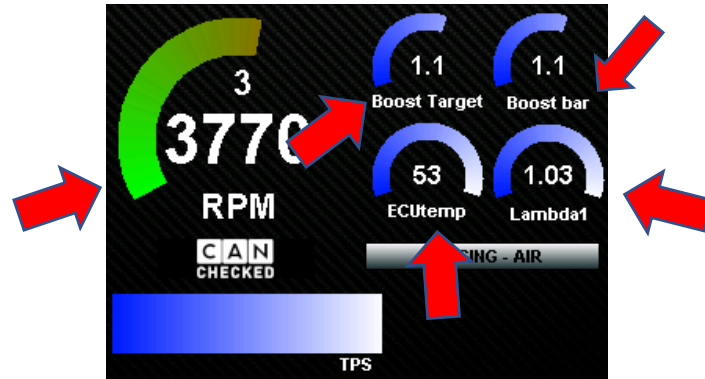 3
3770
RPM
1.1
Boost Target
1.1
Boost bar
53
ECUtemp
1.03
Lambda1
CAN
CHECKED
- AIR
TPS